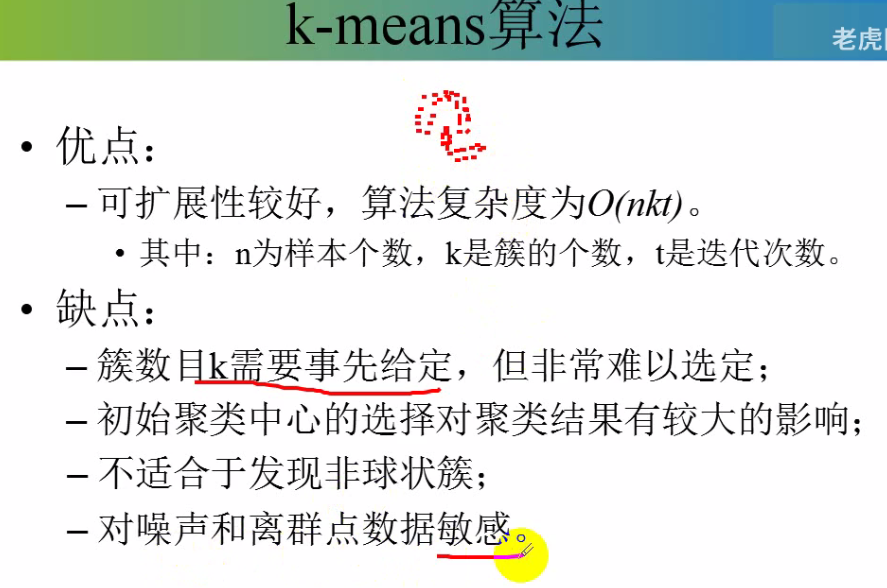 k-means算法
老虎
• 优点：
– 可扩展性较好，算法复杂度为O(nkt)。
• 其中：n为样本个数，k是簇的个数，t是迭代次数。
• 缺点：
– 簇数目k需要事先给定，但非常难以选定；
– 初始聚类中心的选择对聚类结果有较大的影响；
– 不适合于发现非球状簇；
– 对噪声和离群点数据敏感。